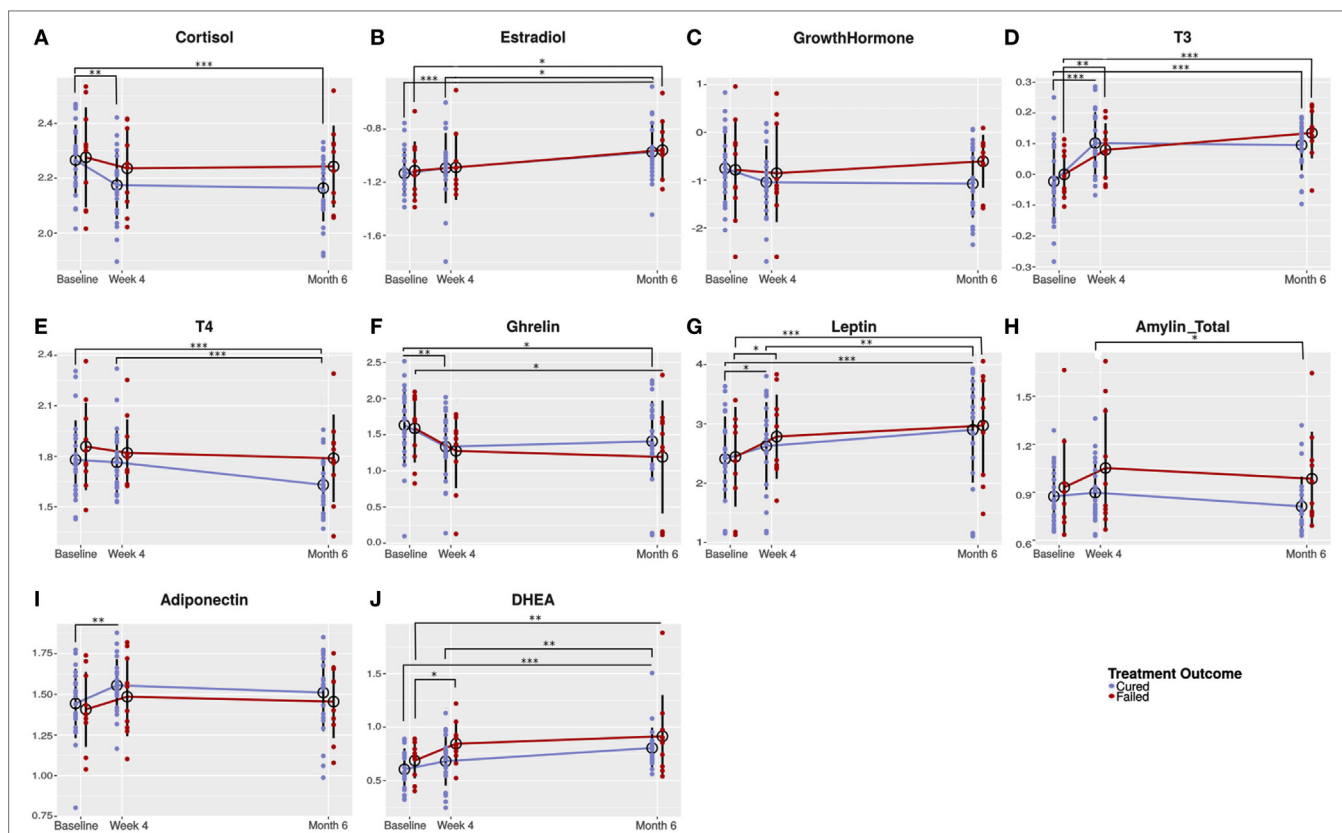 A
Cortisol
***
**
2.4
2.2
2.0
Baseline
Week 4
Month 6
B
Estradiol
*
***
*
-0.8
-1.2
-1.6
Baseline
Week 4
Month 6
C
GrowthHormone
1
0
-1
-2
Baseline
Week 4
Month 6
D
T3
***
**
***
***
0.3
0.2
0.1
0.0
-0.1
-0.2
-0.3
Baseline
Week 4
Month 6
E
T4
***
***
2.4
2.1
1.8
1.5
Baseline
Week 4
Month 6
F
Ghrelin
*
**
*
2.5
2.0
1.5
1.0
0.5
0.0
Baseline
Week 4
Month 6
G
Leptin
***
*
**
***
*
4
3
2
1
Baseline
Week 4
Month 6
H
Amylin_Total
*
1.5
1.2
0.9
0.6
Baseline
Week 4
Month 6
I
Adiponectin
**
1.75
1.50
1.25
1.00
0.75
Baseline
Week 4
Month 6
J
DHEA
**
**
***
*
1.5
1.0
0.5
Baseline
Week 4
Month 6
Treatment Outcome
Cured
Failed